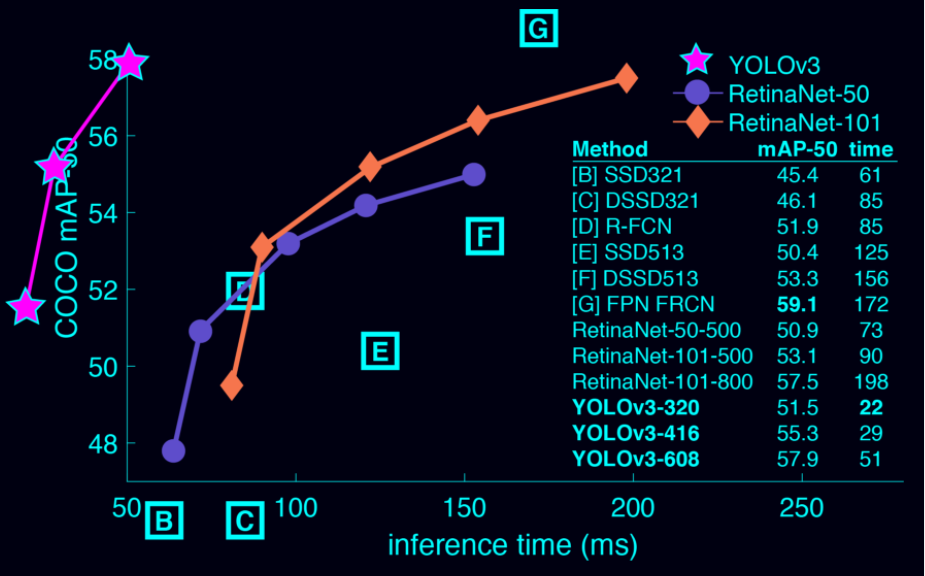 G
58
YOLOv3
RetinaNet-50
RetinaNet-101
56
Method mAP-50 time
[B] SSD321 45.4 61
[C] DSSD321 46.1 85
54
[D] R-FCN 51.9 85
F
[E] SSD513 50.4 125
[F] DSSD513 53.3 156
52
D
[G] FPN FRCN 59.1 172
COCO mAP-50
RetinaNet-50-500 50.9 73
E
RetinaNet-101-500 53.1 90
50
RetinaNet-101-800 57.5 198
YOLOv3-320 51.5 22
YOLOv3-416 55.3 29
48
YOLOv3-608 57.9 51
50 100 150 200 250
B C
inference time (ms)